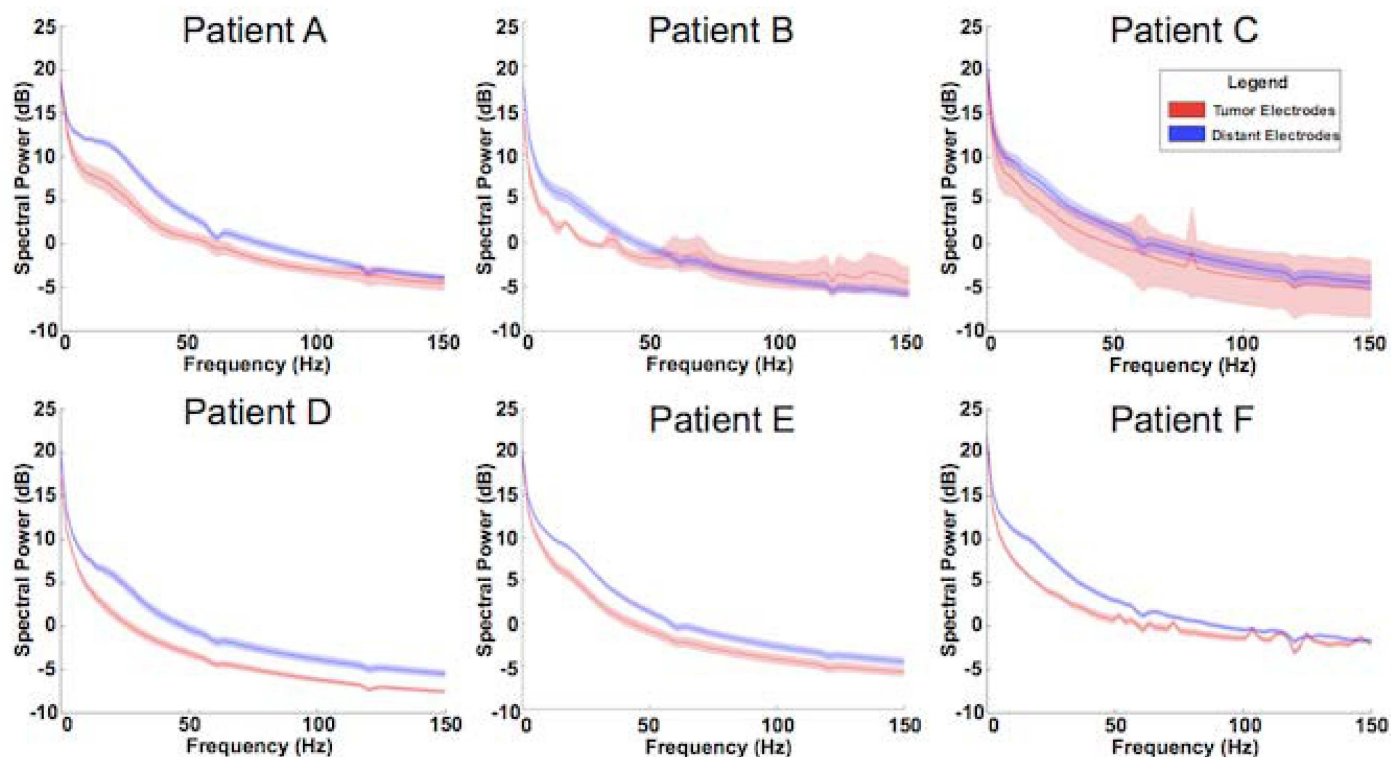 Patient A
Spectral Power (dB)
25
20
15
10
5
0
-5
-10
0 50 100 150
Frequency (Hz)
Patient B
Spectral Power (dB)
25
20
15
10
5
0
-5
-10
0 50 100 150
Frequency (Hz)
Patient C
Spectral Power (dB)
25
20
15
10
5
0
-5
-10
0 50 100 150
Frequency (Hz)
Legend
Tumor Electrodes
Distant Electrodes
Patient D
Spectral Power (dB)
25
20
15
10
5
0
-5
-10
0 50 100 150
Frequency (Hz)
Patient E
Spectral Power (dB)
25
20
15
10
5
0
-5
-10
0 50 100 150
Frequency (Hz)
Patient F
Spectral Power (dB)
25
20
15
10
5
0
-5
-10
0 50 100 150
Frequency (Hz)